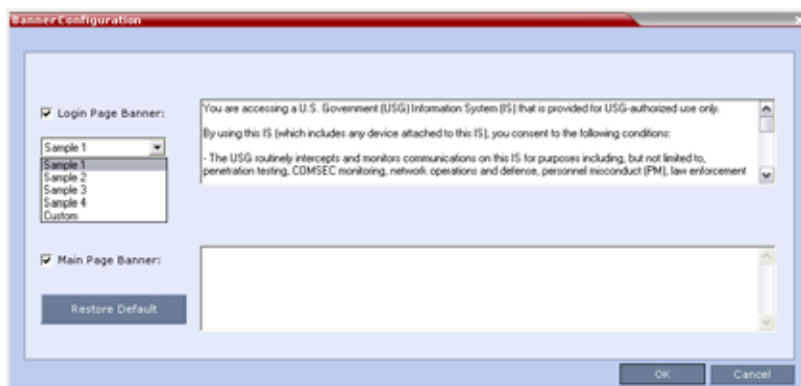 Banner Configuration
Login Page Banner:
Sample 1
Sample 1
Sample 2
Sample 3
Sample 4
Custom
You are accessing a U.S. Government (USG) Information System (IS) that is provided for USG-authorized use only.
By using this IS (which includes any device attached to this IS), you consent to the following conditions:
- The USG routinely intercepts and monitors communications on this IS for purposes including, but not limited to,
penetration testing, COMSEC monitoring, network operations and defense, personnel misconduct (PM), law enforcement
Main Page Banner:
Restore Default
OK
Cancel